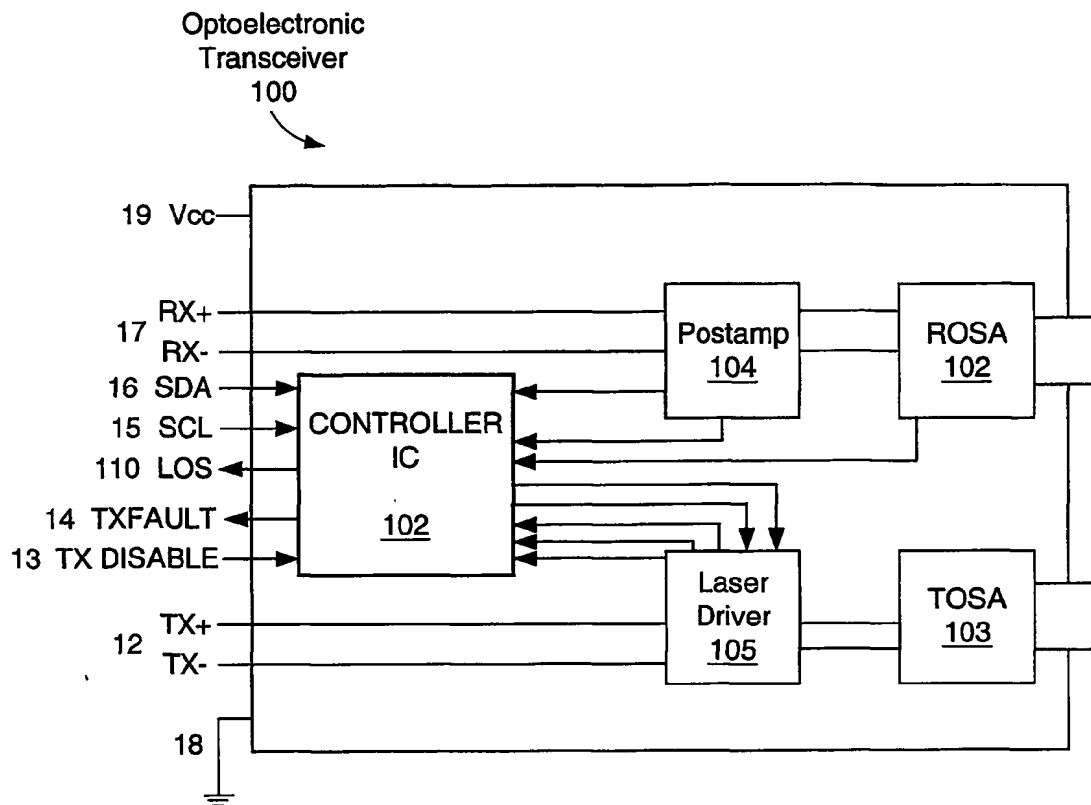 Optoelectronic
Transceiver
100
19 Vcc
17 RX+
RX-
16 SDA
15 SCL
110 LOS
14 TXFAULT
13 TX DISABLE
12 TX+
TX-
18
CONTROLLER
IC
102
Postamp
104
ROSA
102
Laser
Driver
105
TOSA
103